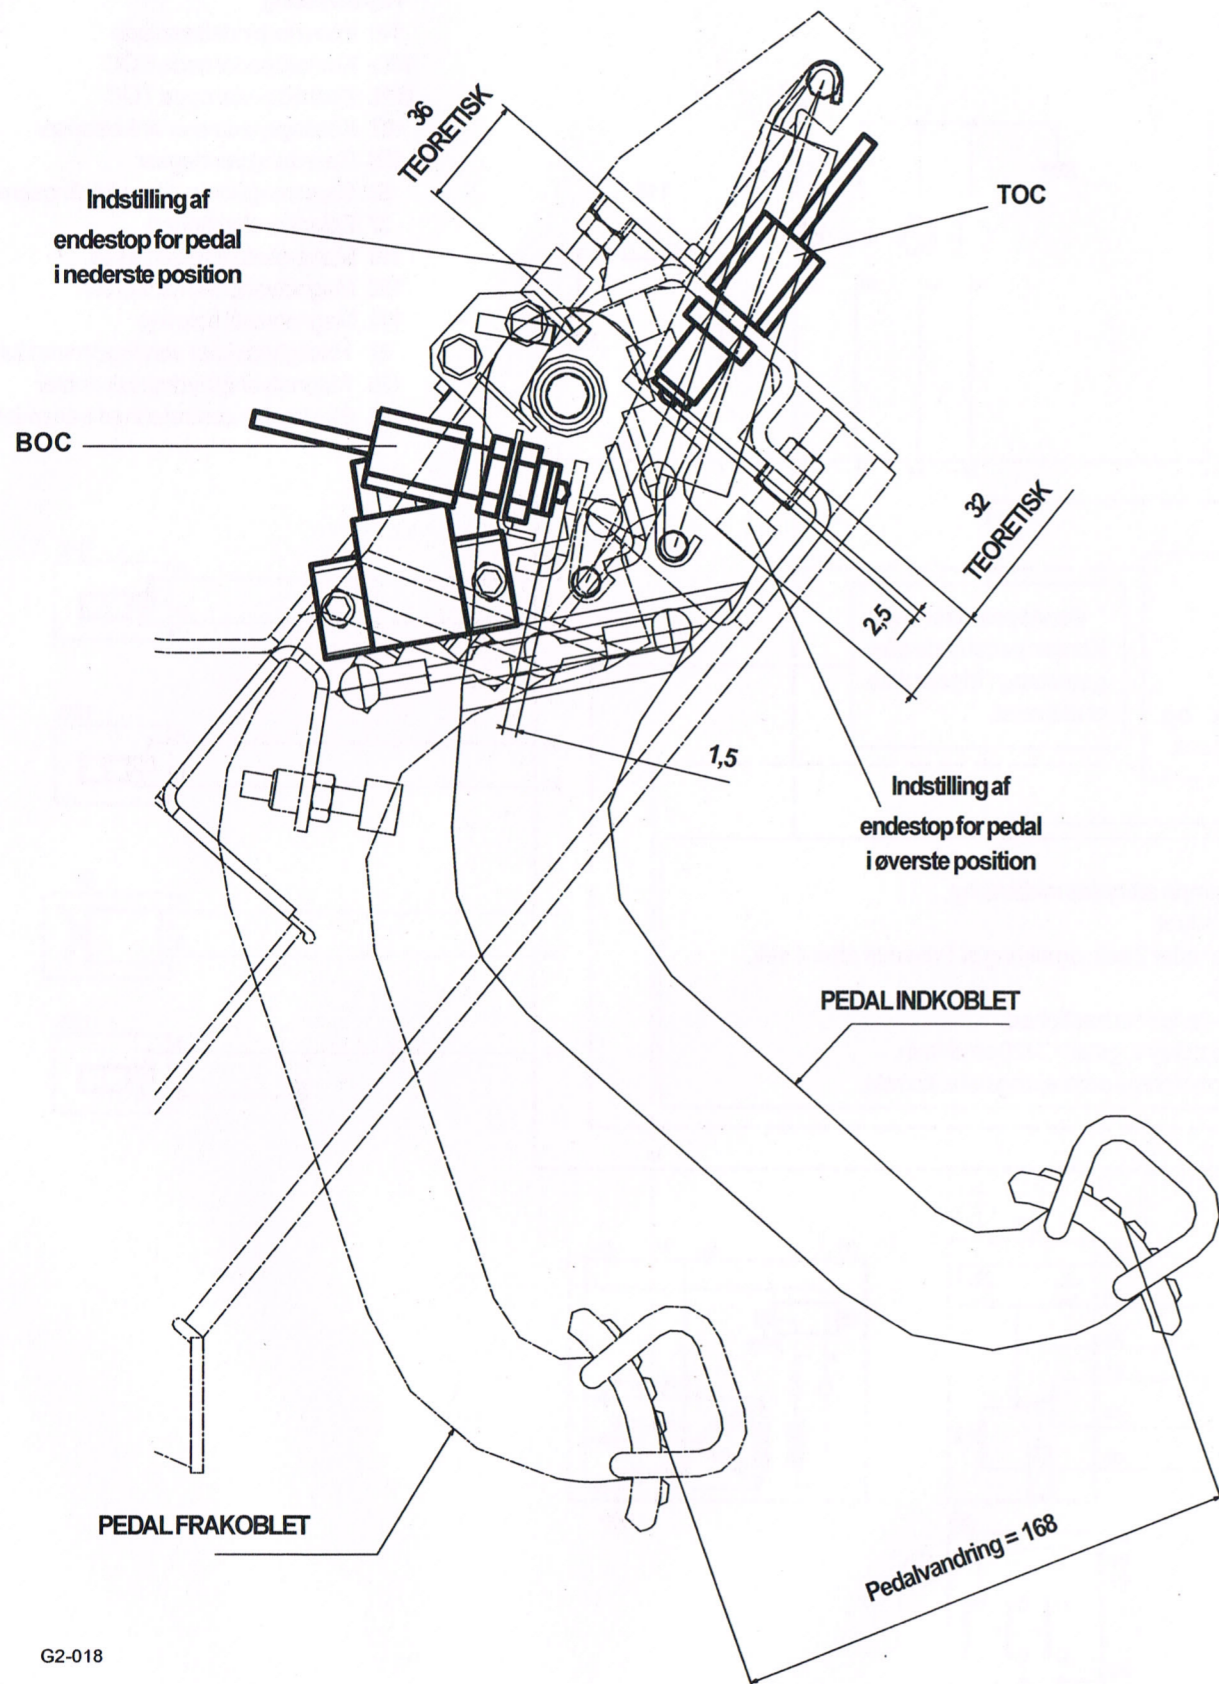 36
TEORETISK
Indstilling af
endestop for pedal
i nederste position
TOC
BOC
32
TEORETISK
2,5
1,5
Indstilling af
endestop for pedal
i øverste position
PEDAL INDKOBLET
PEDAL FRAKOBLET
Pedalvandring = 168
G2-018